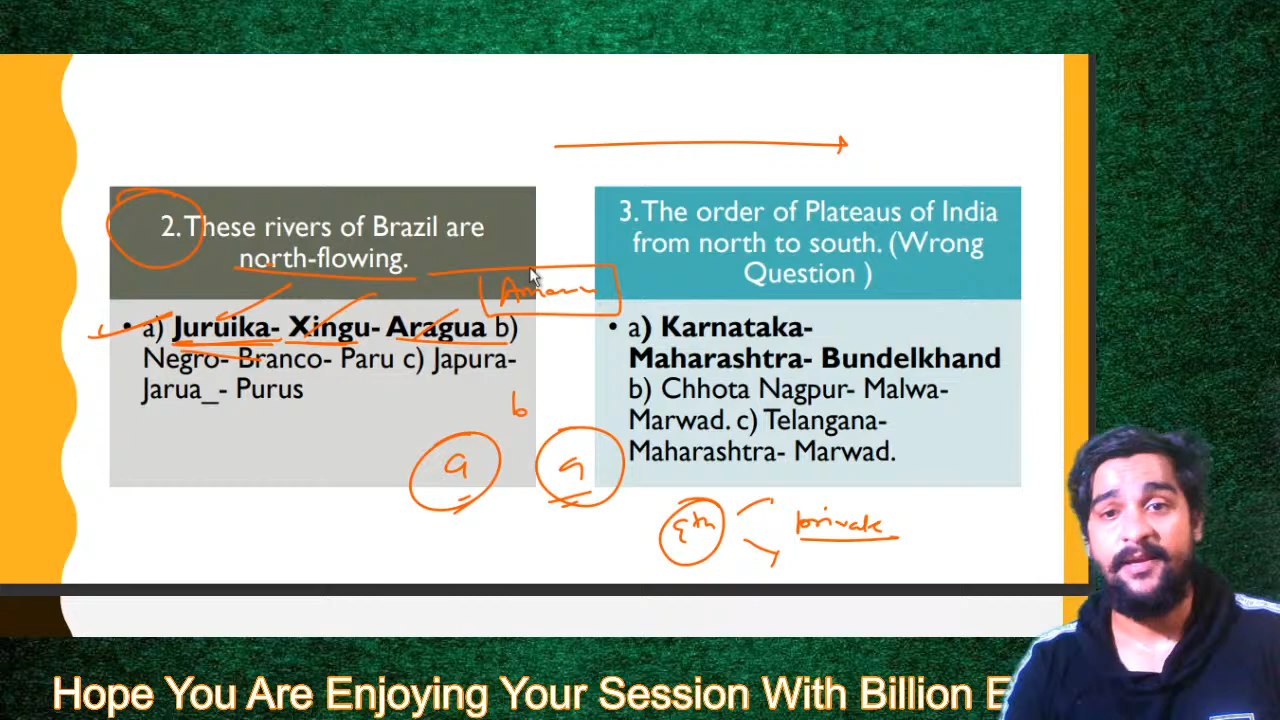 2.These rivers of Brazil are
north-flowing.
• a) Juruika- Xingu- Aragua b)
Negro- Branco- Paru c) Japura-
Jarua_- Purus
b
a
a
3.The order of Plateaus of India
from north to south. (Wrong
Question )
• a) Karnataka-
Maharashtra- Bundelkhand
b) Chhota Nagpur- Malwa-
Marwad. c) Telangana-
Maharashtra- Marwad.
private
Hope You Are Enjoying Your Session With Billion E